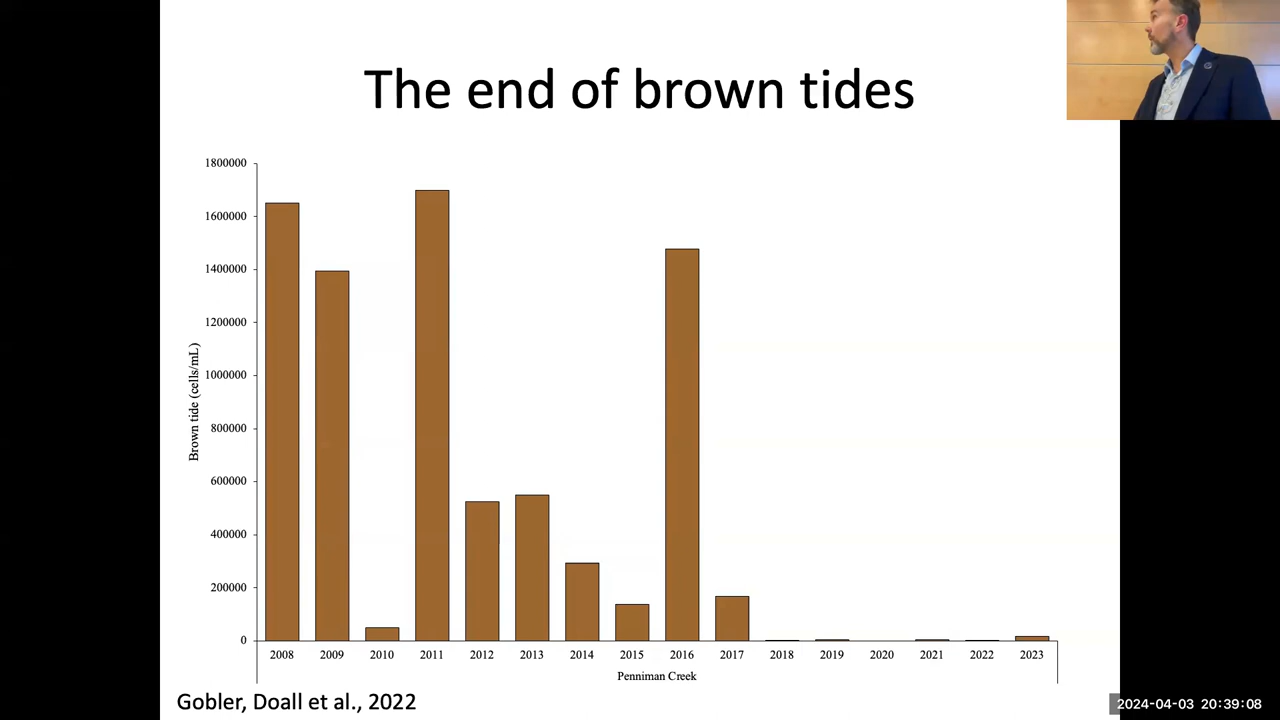 The end of brown tides
1800000
1600000
1400000
1200000
1000000
800000
600000
400000
200000
0
Brown tide (cells/mL)
2008 2009 2010 2011 2012 2013 2014 2015 2016 2017 2018 2019 2020 2021 2022 2023
Penniman Creek
Gobler, Doall et al., 2022
2024-04-03 20:39:08